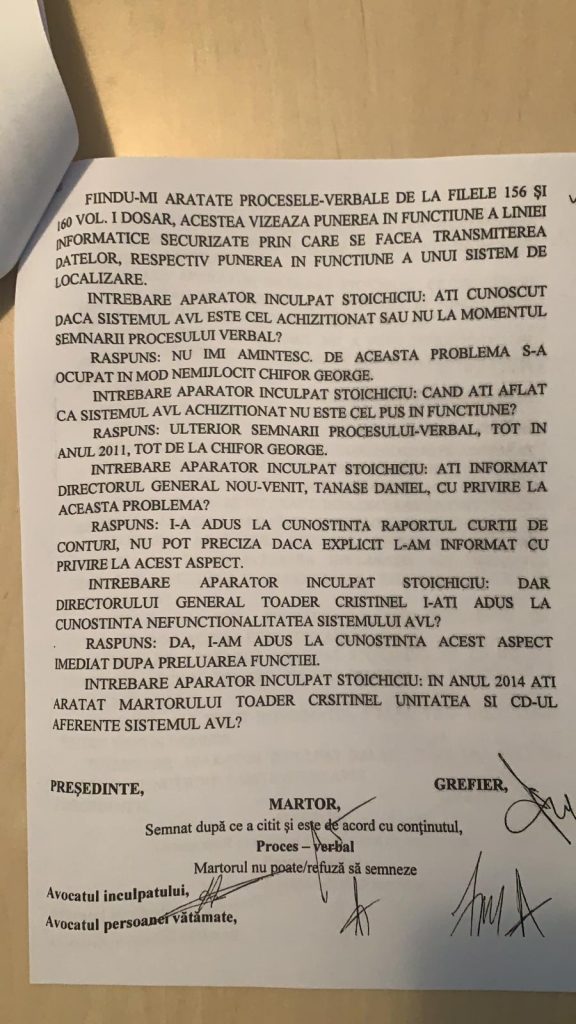 FIINDU-MI ARATATE PROCESELE-VERBALE DE LA FILELE 156 ȘI
160 VOL. I DOSAR, ACESTEA VIZEAZA PUNEREA IN FUNCTIUNE A LINIEI
INFORMATICE SECURIZATE PRIN CARE SE FACEA TRANSMITEREA
DATELOR, RESPECTIV PUNEREA IN FUNCTIUNE A UNUI SISTEM DE
LOCALIZARE.
INTREBARE APARATOR INCULPAT STOICHICIU: ATI CUNOSCUT
DACA SISTEMUL AVL ESTE CEL ACHIZITIONAT SAU NU LA MOMENTUL
SEMNARII PROCESULUI VERBAL?
RASPUNS: NU IMI AMINTESC. DE ACEASTA PROBLEMA S-A
OCUPAT IN MOD NEMIJLOCIT CHIFOR GEORGE.
INTREBARE APARATOR INCULPAT STOICHICIU: CAND ATI AFLAT
CA SISTEMUL AVL ACHIZITIONAT NU ESTE CEL PUS IN FUNCTIUNE?
RASPUNS: ULTERIOR SEMNARII PROCESULUI-VERBAL, TOT IN
ANUL 2011, TOT DE LA CHIFOR GEORGE.
INTREBARE APARATOR INCULPAT STOICHICIU: ATI INFORMAT
DIRECTORUL GENERAL NOU-VENIT, TANASE DANIEL, CU PRIVIRE LA
ACEASTA PROBLEMA?
RASPUNS: I-A ADUS LA CUNOSTINTA RAPORTUL CURTII DE
CONTURI, NU POT PRECIZA DACA EXPLICIT L-AM INFORMAT CU
PRIVIRE LA ACEST ASPECT.
INTREBARE APARATOR INCULPAT STOICHICIU: DAR
DIRECTORULUI GENERAL TOADER CRISTINEL I-ATI ADUS LA
CUNOSTINTA NEFUNCTIONALITATEA SISTEMULUI AVL?
RASPUNS: DA, I-AM ADUS LA CUNOSTINTA ACEST ASPECT
IMEDIAT DUPA PRELUAREA FUNCTIEI.
INTREBARE APARATOR INCULPAT STOICHICIU: IN ANUL 2014 ATI
ARATAT MARTORULUI TOADER CRSITINEL UNITATEA SI CD-UL
AFERENTE SISTEMUL AVL?
PREȘEDINTE,
GREFIER,
MARTOR,
Semnat după ce a citit și este de acord cu conținutul,
Proces – verbal
Martorul nu poate/refuză să semneze
Avocatul inculpatului,
Avocatul persoanei vătămate,